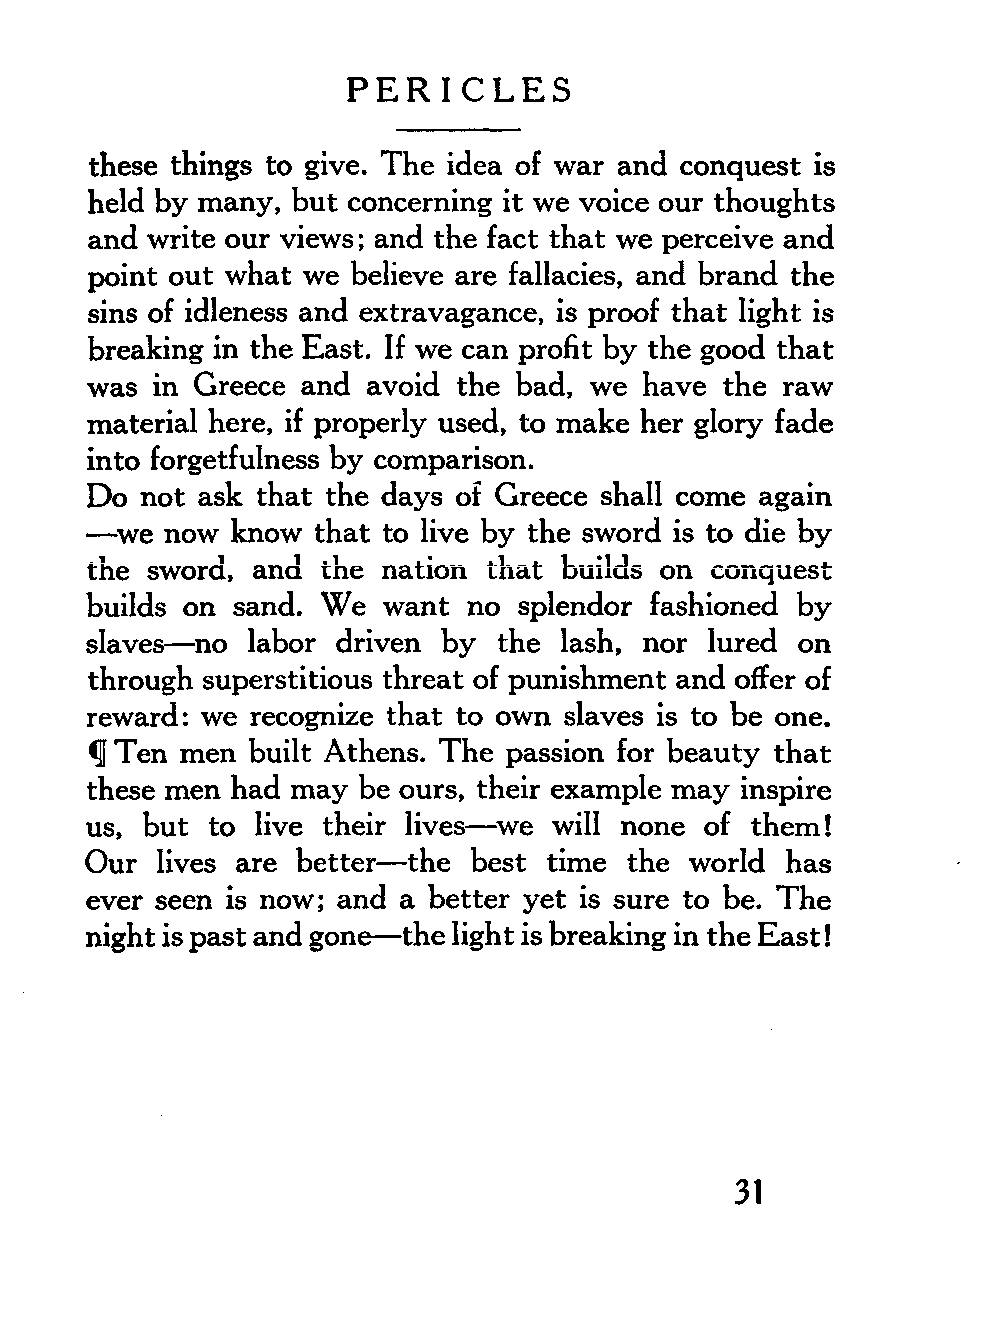 PERICLES
these things to give. The idea of war and conquest is
held by many, but concerning it we voice our thoughts
and write our views; and the fact that we perceive and
point out what we believe are fallacies, and brand the
sins of idleness and extravagance, is proof that light is
breaking in the East. If we can profit by the good that
was in Greece and avoid the bad, we have the raw
material here, if properly used, to make her glory fade
into forgetfulness by comparison.
Do not ask that the days of Greece shall come again
—we now know that to live by the sword is to die by
the sword, and the nation that builds on conquest
builds on sand. We want no splendor fashioned by
slaves—no labor driven by the lash, nor lured on
through superstitious threat of punishment and offer of
reward: we recognize that to own slaves is to be one.
¶ Ten men built Athens. The passion for beauty that
these men had may be ours, their example may inspire
us, but to live their lives—we will none of them!
Our lives are better—the best time the world has
ever seen is now; and a better yet is sure to be. The
night is past and gone—the light is breaking in the East!
31